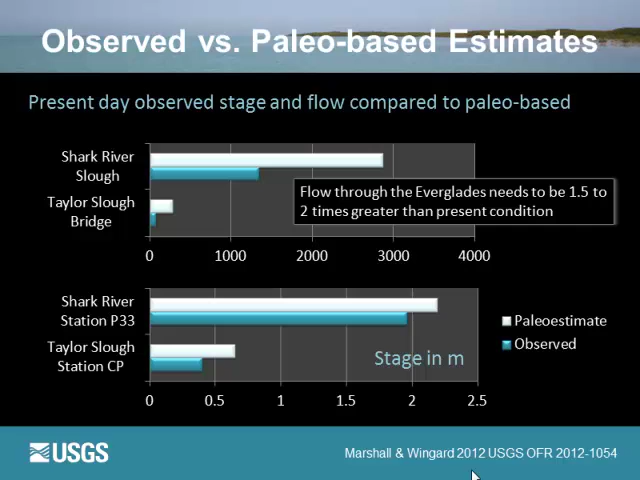 Observed vs. Paleo-based Estimates
Present day observed stage and flow compared to paleo-based
Shark River
Slough
Taylor Slough
Bridge
Flow through the Everglades needs to be 1.5 to
2 times greater than present condition
0 1000 2000 3000 4000
Shark River
Station P33
Taylor Slough
Station CP
Stage in m
0 0.5 1 1.5 2 2.5
Paleoestimate
Observed
USGS
Marshall & Wingard 2012 USGS OFR 2012-1054